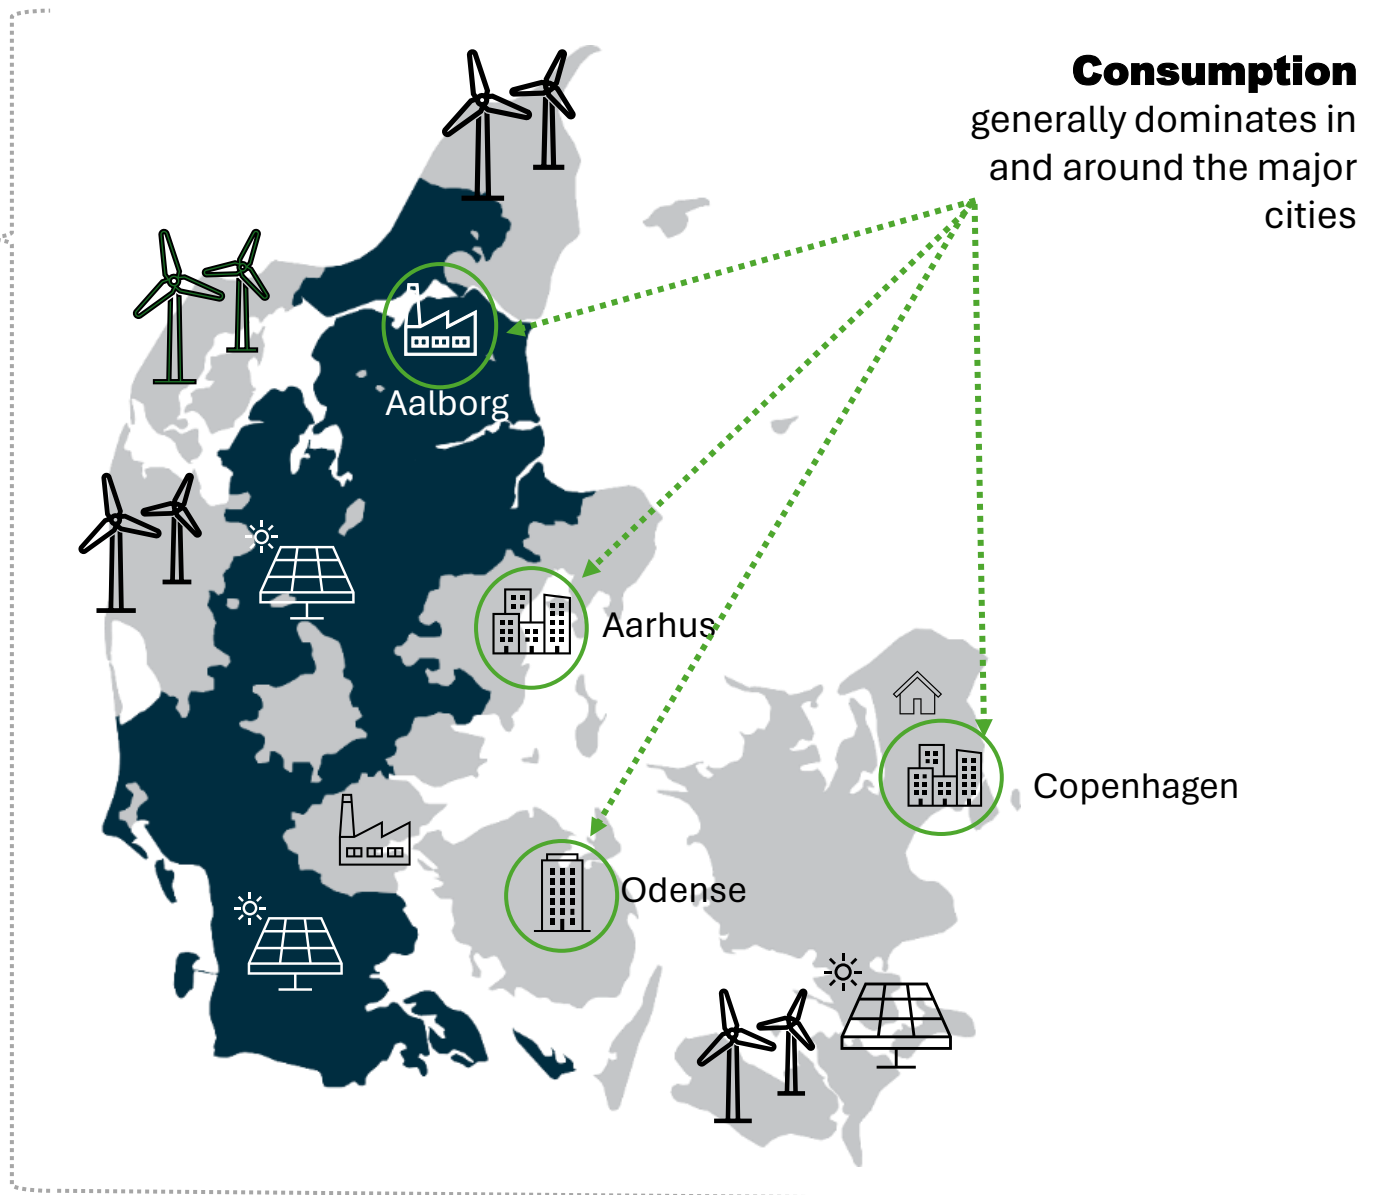 Consumption
generally dominates in
and around the major
cities
Aalborg
Aarhus
Copenhagen
Odense